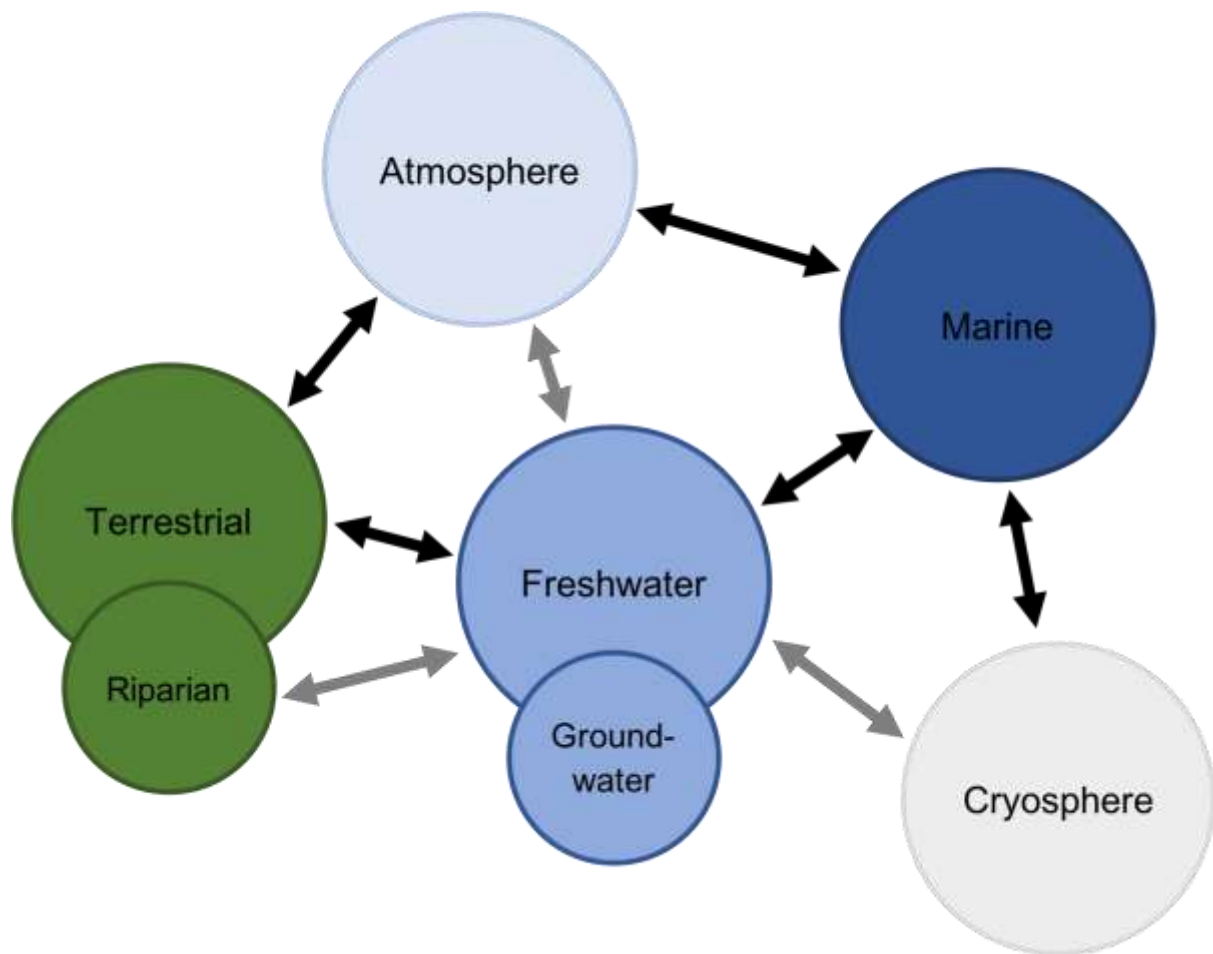 Atmosphere
Marine
Terrestrial
Freshwater
Riparian
Ground-
water
Cryosphere